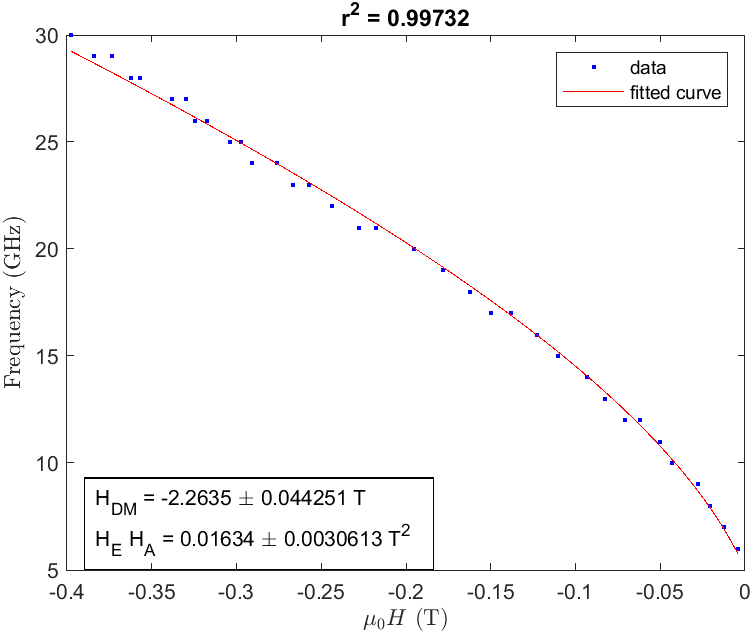 r² = 0.99732
30
25
20
15
10
5
Frequency (GHz)
data
fitted curve
H_DM = -2.2635 ± 0.044251 T
H_E H_A = 0.01634 ± 0.0030613 T²
-0.4 -0.35 -0.3 -0.25 -0.2 -0.15 -0.1 -0.05 0
μ₀H (T)